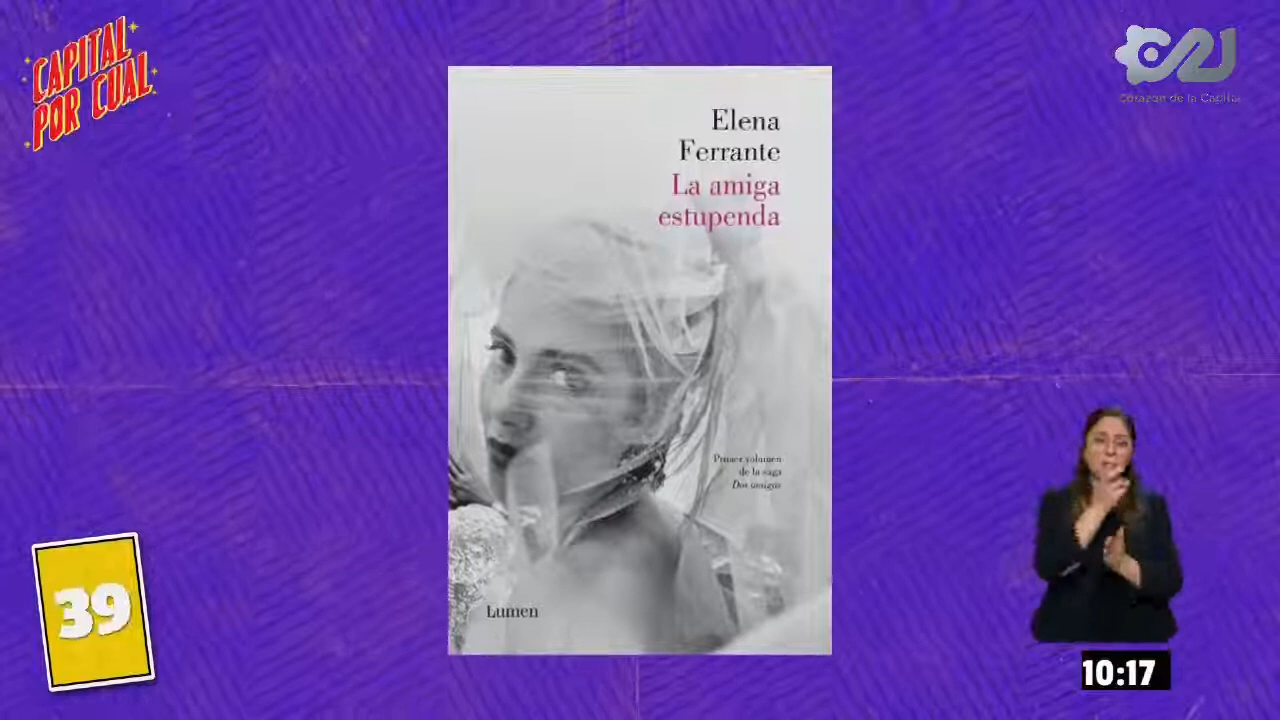 CAPITAL
POR CUAL
C21
Corazón de la Capital
Elena
Ferrante
La amiga
estupenda
Primer volumen
de la saga
Dos amigas
Lumen
39
10:17